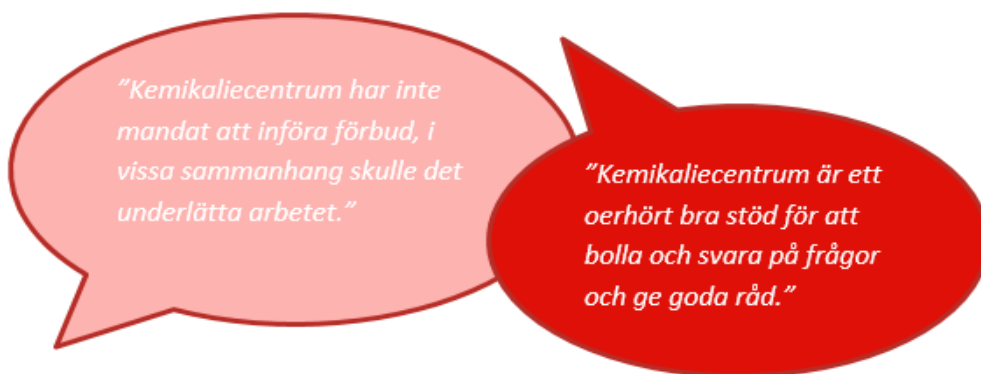 ”Kemikaliecentrum har inte
mandat att införa förbud, i
vissa sammanhang skulle det
underlätta arbetet.”
”Kemikaliecentrum är ett
oerhört bra stöd för att
bolla och svara på frågor
och ge goda råd.”